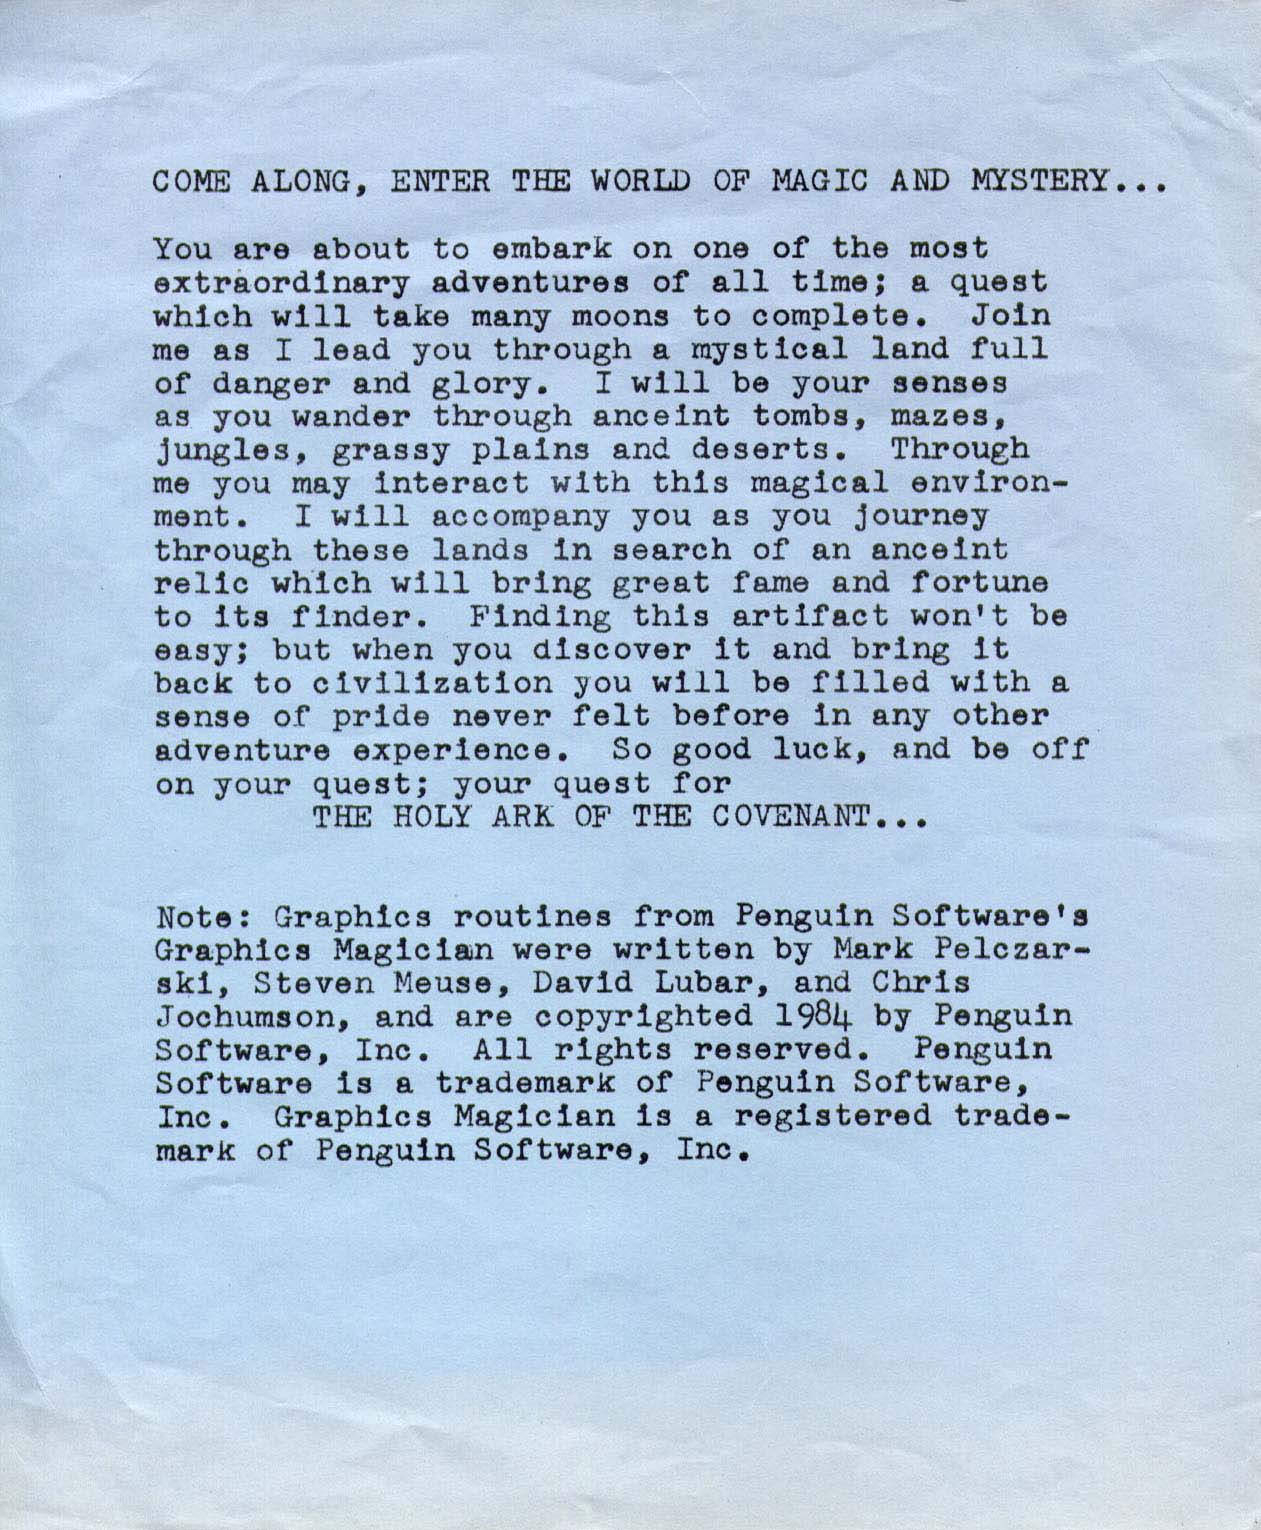 COME ALONG, ENTER THE WORLD OF MAGIC AND MYSTERY...
You are about to embark on one of the most
extraordinary adventures of all time; a quest
which will take many moons to complete.  Join
me as I lead you through a mystical land full
of danger and glory.  I will be your senses
as you wander through anceint tombs, mazes,
jungles, grassy plains and deserts.  Through
me you may interact with this magical environ-
ment.  I will accompany you as you journey
through these lands in search of an anceint
relic which will bring great fame and fortune
to its finder.  Finding this artifact won't be
easy; but when you discover it and bring it
back to civilization you will be filled with a
sense of pride never felt before in any other
adventure experience.  So good luck, and be off
on your quest; your quest for
THE HOLY ARK OF THE COVENANT...
Note: Graphics routines from Penguin Software's
Graphics Magician were written by Mark Pelczar-
ski, Steven Meuse, David Lubar, and Chris
Jochumson, and are copyrighted 1984 by Penguin
Software, Inc.  All rights reserved.  Penguin
Software is a trademark of Penguin Software,
Inc.  Graphics Magician is a registered trade-
mark of Penguin Software, Inc.